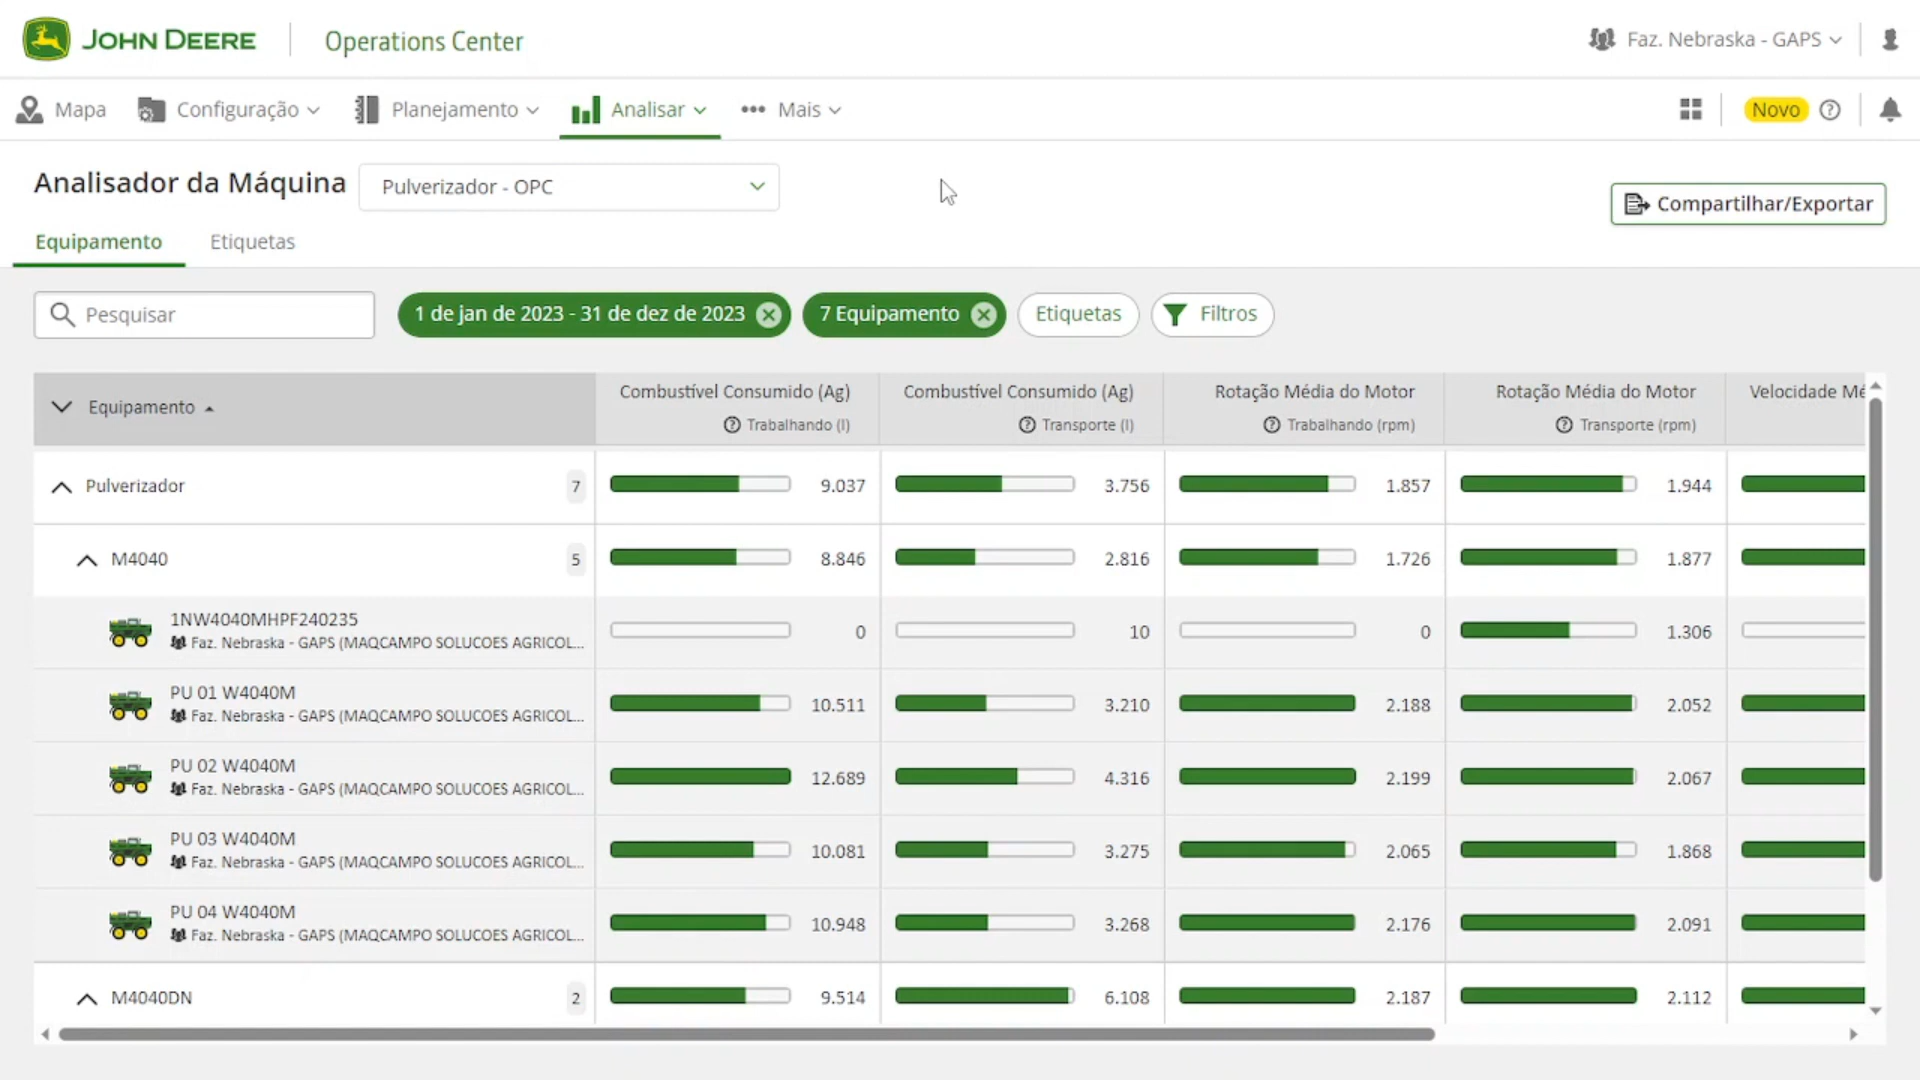 JOHN DEERE
Operations Center
Faz. Nebraska - GAPS
Mapa
Configuração
Planejamento
Analisar
Mais
Novo
Analisador da Máquina
Pulverizador - OPC
Compartilhar/Exportar
Equipamento
Etiquetas
Pesquisar
1 de jan de 2023 - 31 de dez de 2023
7 Equipamento
Etiquetas
Filtros
Equipamento
Combustível Consumido (Ag)
Trabalhando (l)
Combustível Consumido (Ag)
Transporte (l)
Rotação Média do Motor
Trabalhando (rpm)
Rotação Média do Motor
Transporte (rpm)
Velocidade Mé
Pulverizador 7 9.037 3.756 1.857 1.944
M4040 5 8.846 2.816 1.726 1.877
1NW4040MHPF240235
Faz. Nebraska - GAPS (MAQCAMPO SOLUCOES AGRICOL...
0 10 0 1.306
PU 01 W4040M
Faz. Nebraska - GAPS (MAQCAMPO SOLUCOES AGRICOL...
10.511 3.210 2.188 2.052
PU 02 W4040M
Faz. Nebraska - GAPS (MAQCAMPO SOLUCOES AGRICOL...
12.689 4.316 2.199 2.067
PU 03 W4040M
Faz. Nebraska - GAPS (MAQCAMPO SOLUCOES AGRICOL...
10.081 3.275 2.065 1.868
PU 04 W4040M
Faz. Nebraska - GAPS (MAQCAMPO SOLUCOES AGRICOL...
10.948 3.268 2.176 2.091
M4040DN 2 9.514 6.108 2.187 2.112